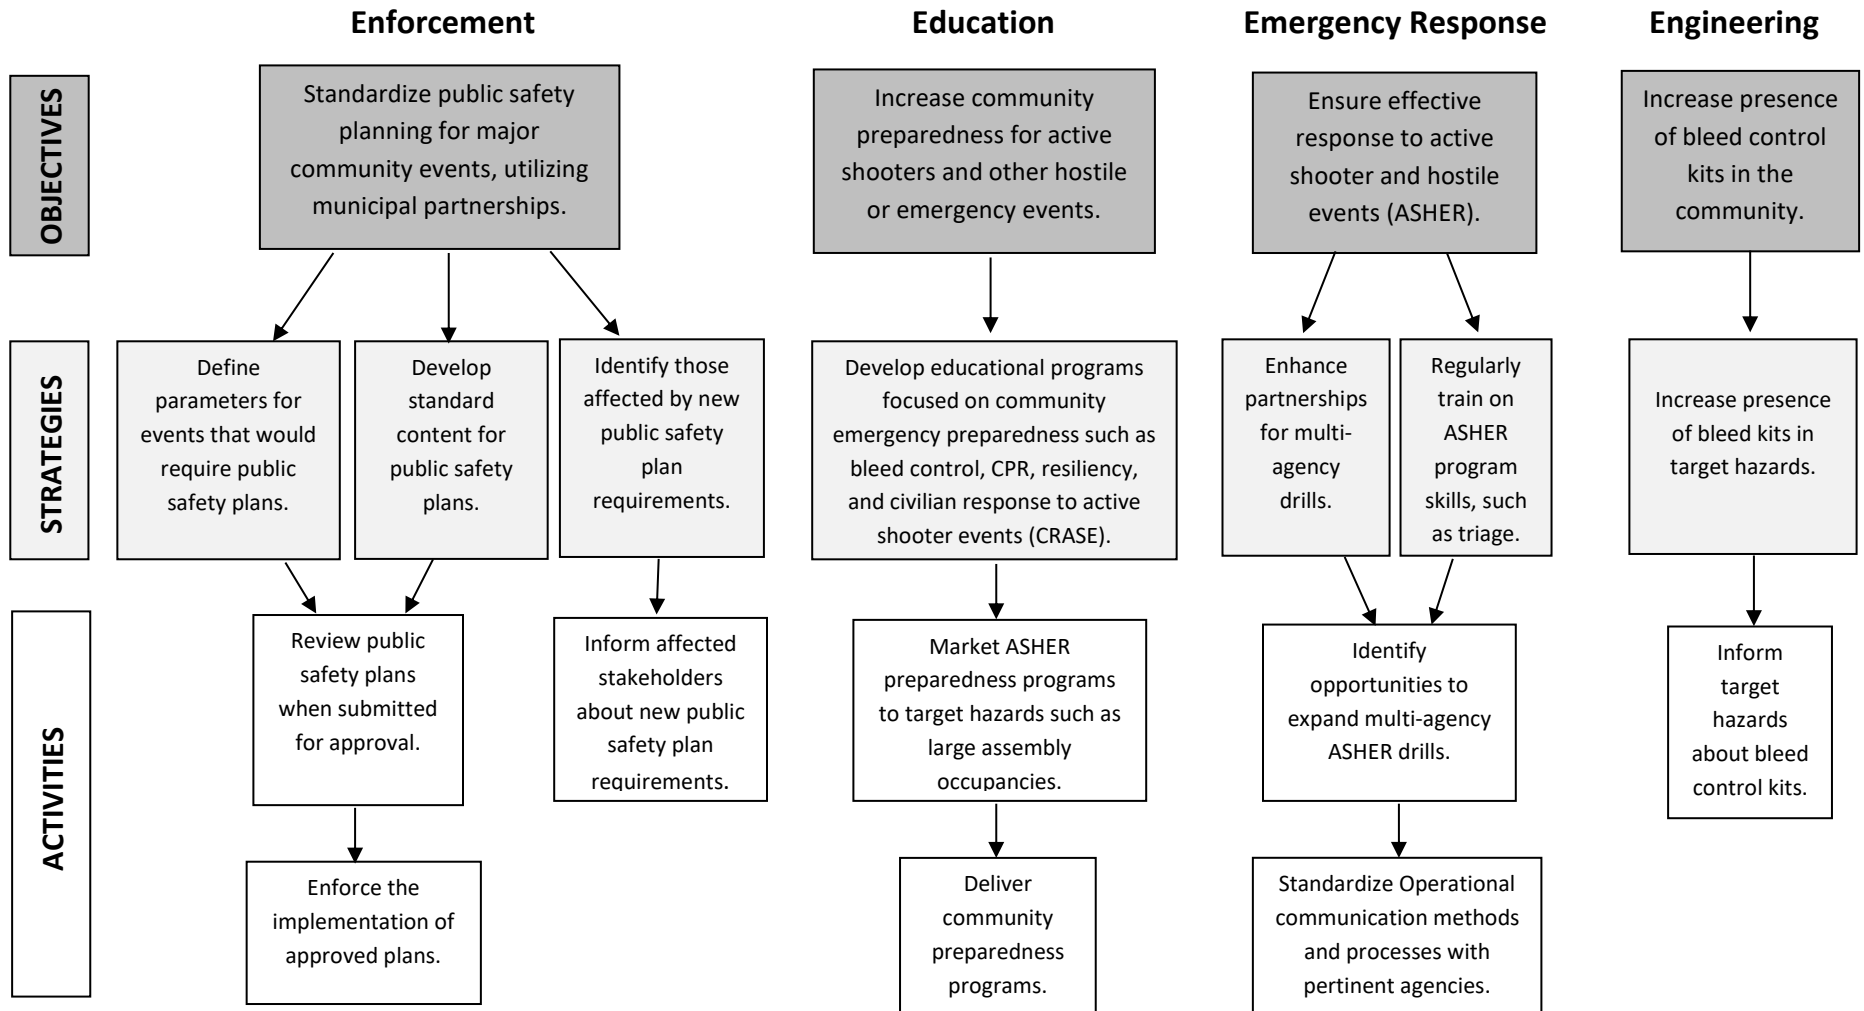 Enforcement
Education
Emergency Response
Engineering
OBJECTIVES
Standardize public safety
planning for major
community events, utilizing
municipal partnerships.
Increase community
preparedness for active
shooters and other hostile
or emergency events.
Ensure effective
response to active
shooter and hostile
events (ASHER).
Increase presence
of bleed control
kits in the
community.
STRATEGIES
Define
parameters for
events that would
require public
safety plans.
Develop
standard
content for
public safety
plans.
Identify those
affected by new
public safety
plan
requirements.
Develop educational programs
focused on community
emergency preparedness such as
bleed control, CPR, resiliency,
and civilian response to active
shooter events (CRASE).
Enhance
partnerships
for multi-
agency
drills.
Regularly
train on
ASHER
program
skills, such
as triage.
Increase presence
of bleed kits in
target hazards.
ACTIVITIES
Review public
safety plans
when submitted
for approval.
Inform affected
stakeholders
about new public
safety plan
requirements.
Market ASHER
preparedness programs
to target hazards such as
large assembly
occupancies.
Identify
opportunities to
expand multi-agency
ASHER drills.
Inform
target
hazards
about bleed
control kits.
Enforce the
implementation of
approved plans.
Deliver
community
preparedness
programs.
Standardize Operational
communication methods
and processes with
pertinent agencies.